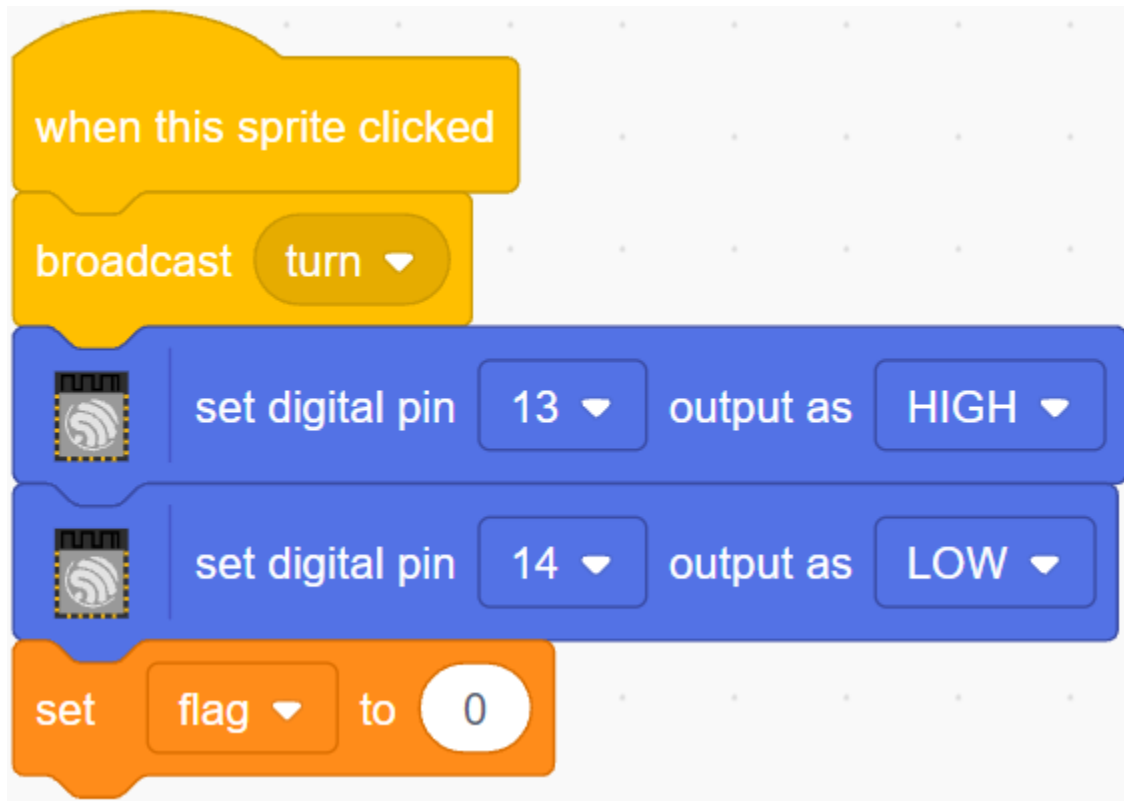 when this sprite clicked
broadcast turn
set digital pin 13 output as HIGH
set digital pin 14 output as LOW
set flag to 0